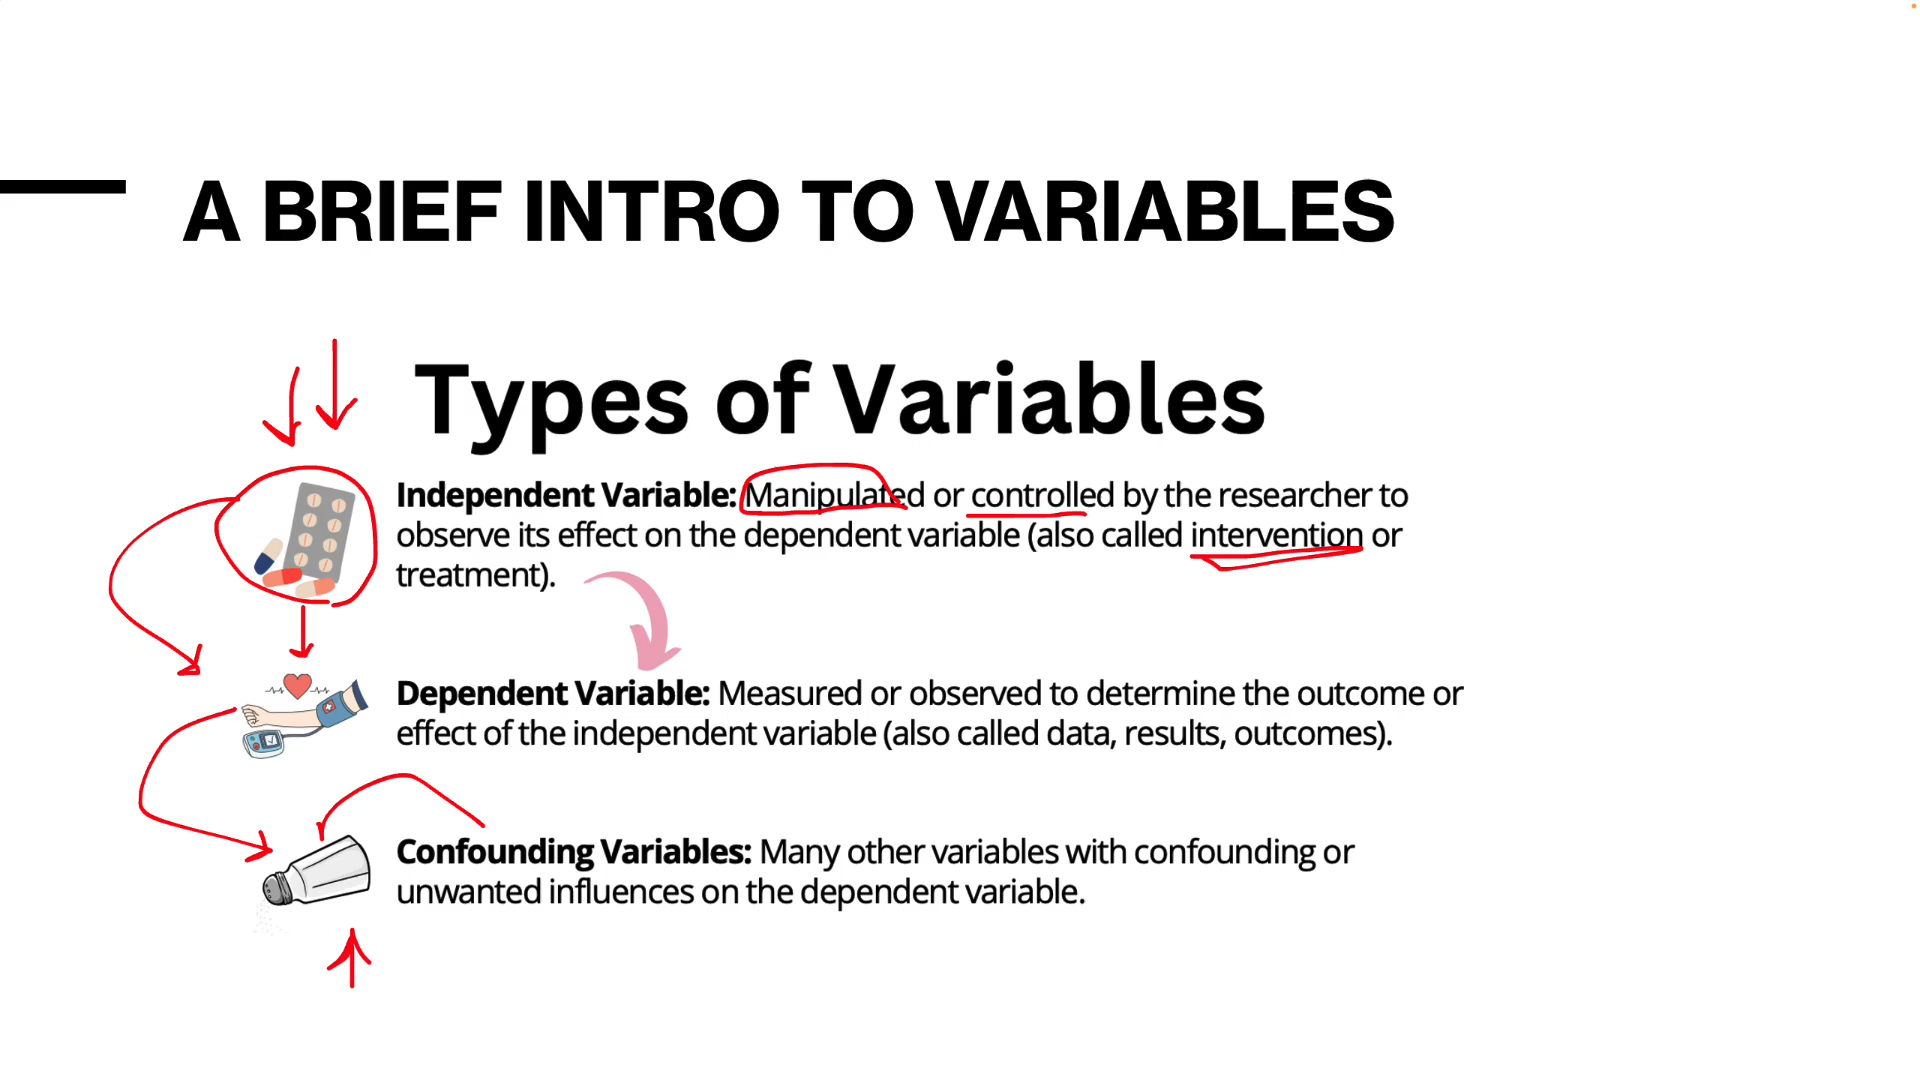 A BRIEF INTRO TO VARIABLES
Types of Variables
Independent Variable: Manipulated or controlled by the researcher to
observe its effect on the dependent variable (also called intervention or
treatment).
Dependent Variable: Measured or observed to determine the outcome or
effect of the independent variable (also called data, results, outcomes).
Confounding Variables: Many other variables with confounding or
unwanted influences on the dependent variable.